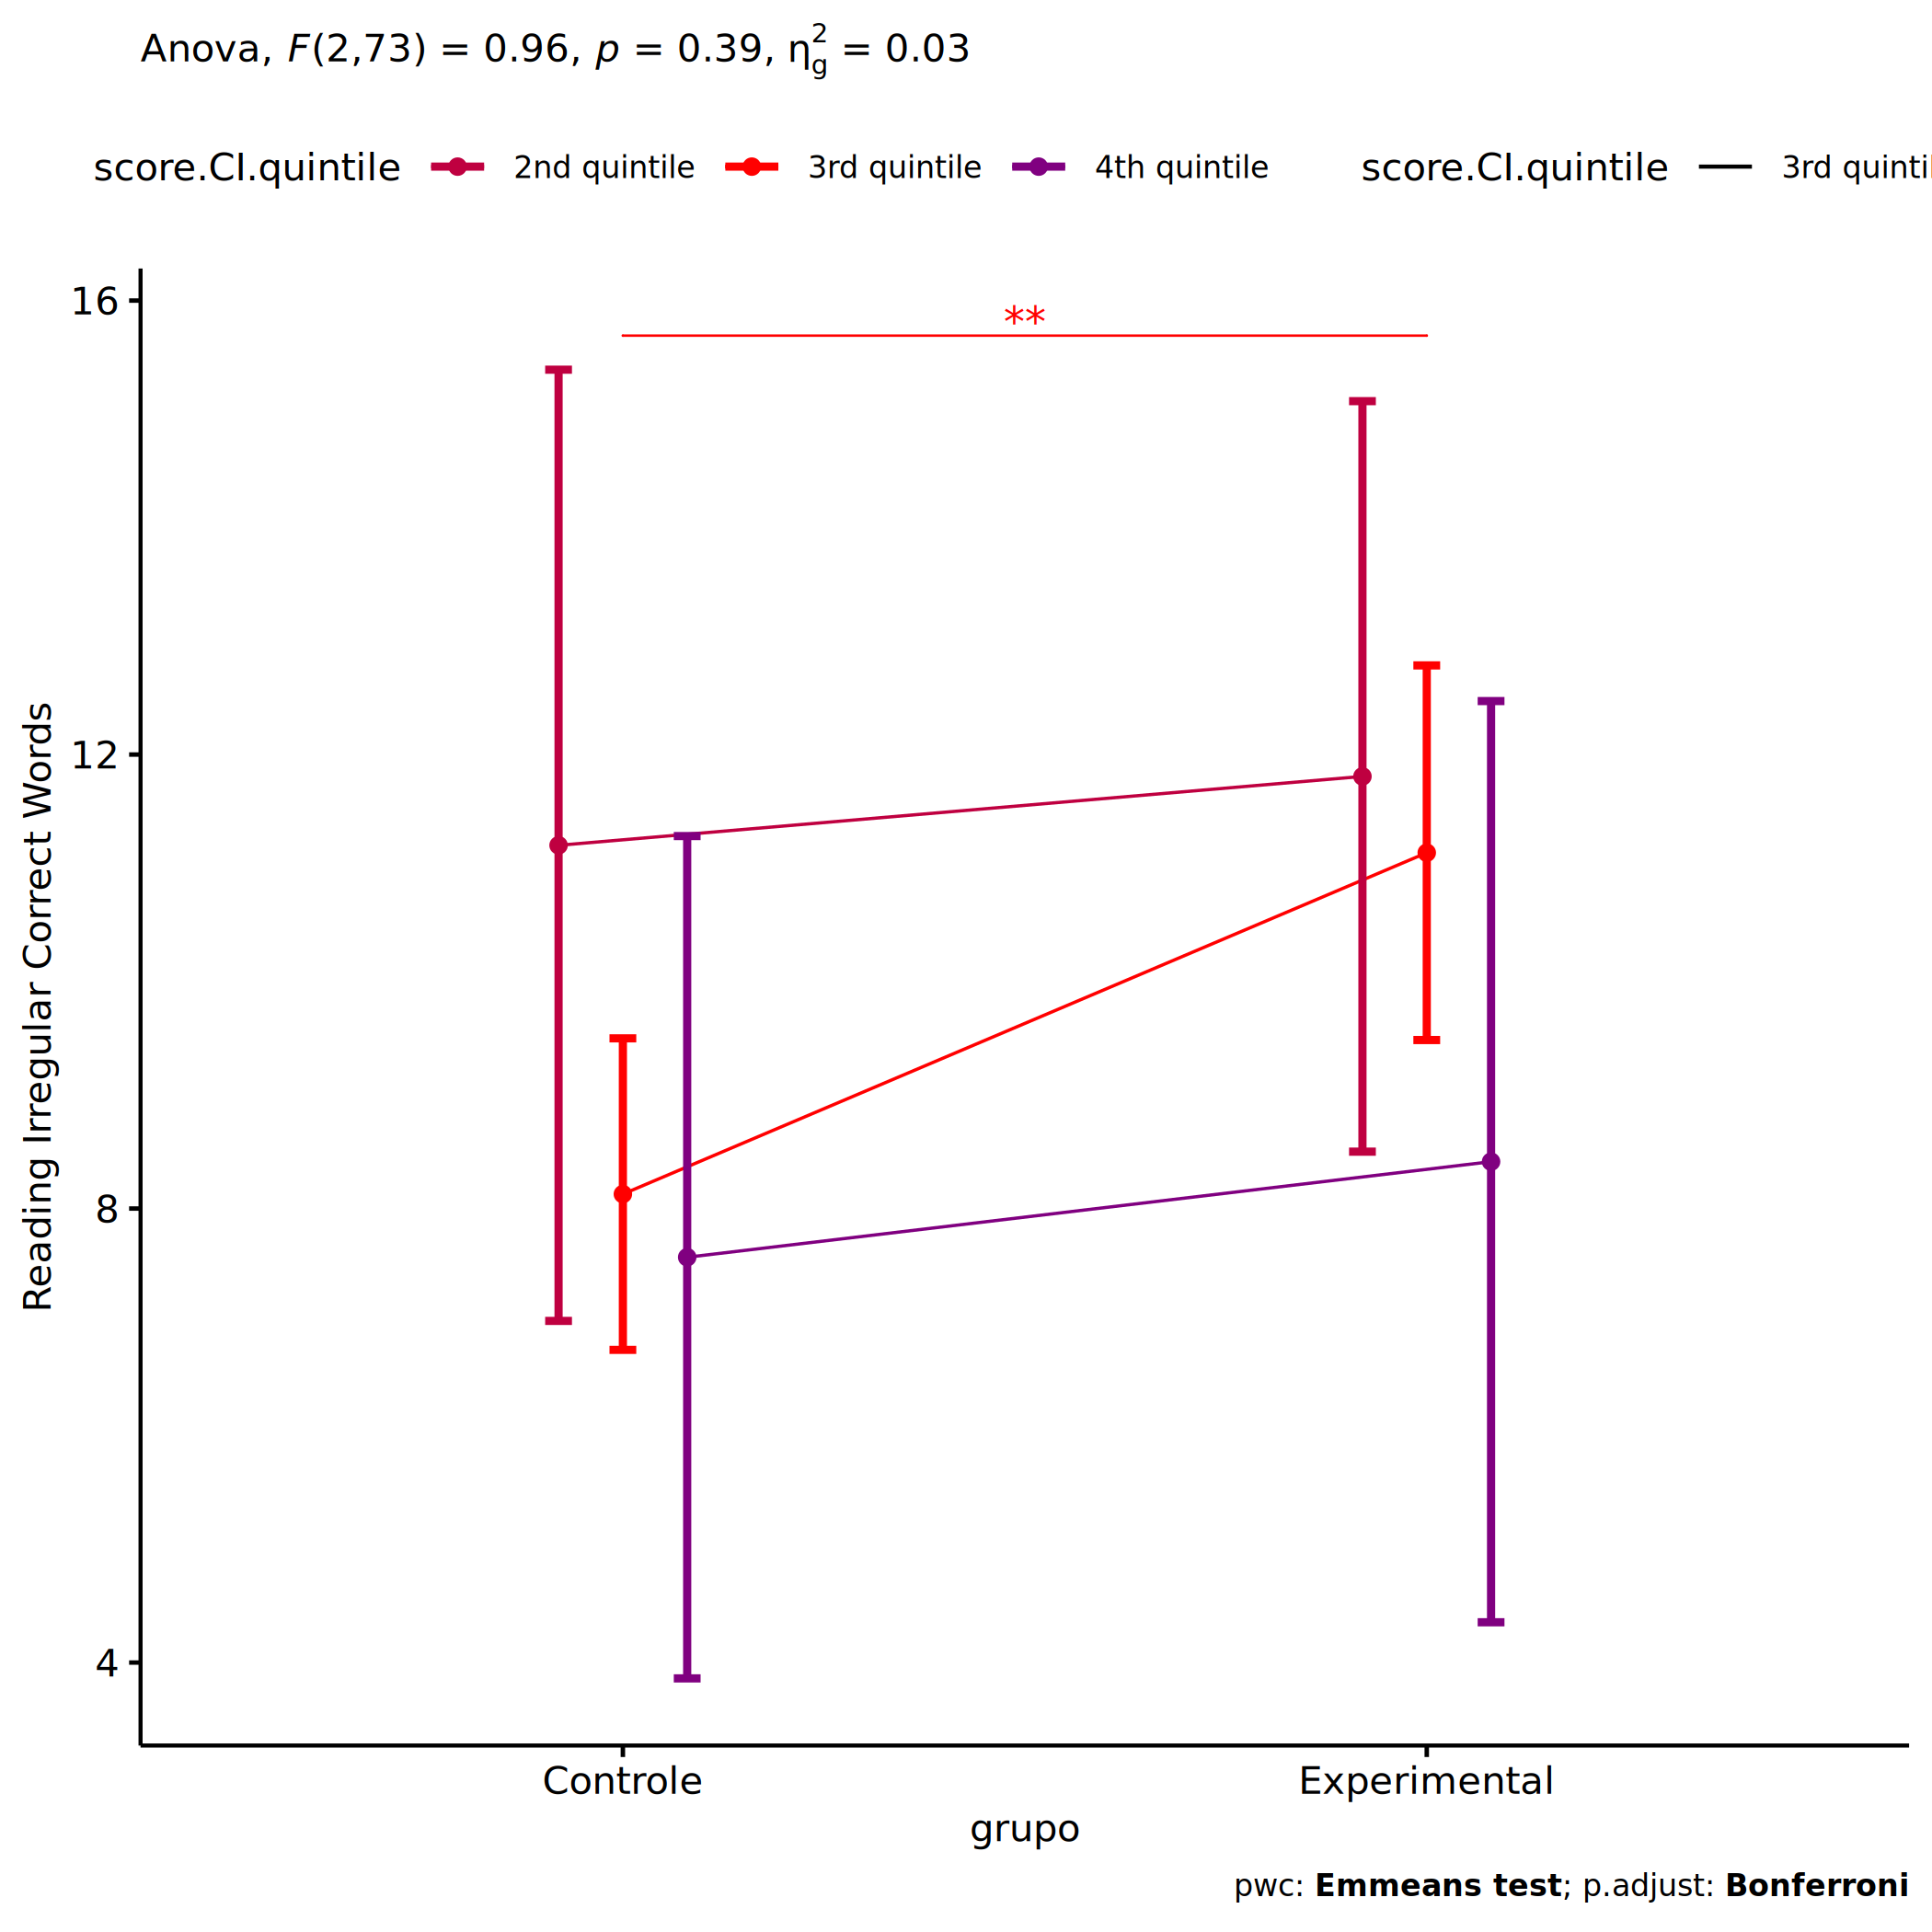 Anova, F(2,73) = 0.96, p = 0.39, η²g = 0.03
score.CI.quintile 2nd quintile 3rd quintile 4th quintile score.CI.quintile 3rd
16
**
12
8
4
Reading Irregular Correct Words
Controle Experimental
grupo
pwc: Emmeans test; p.adjust: Bonferroni